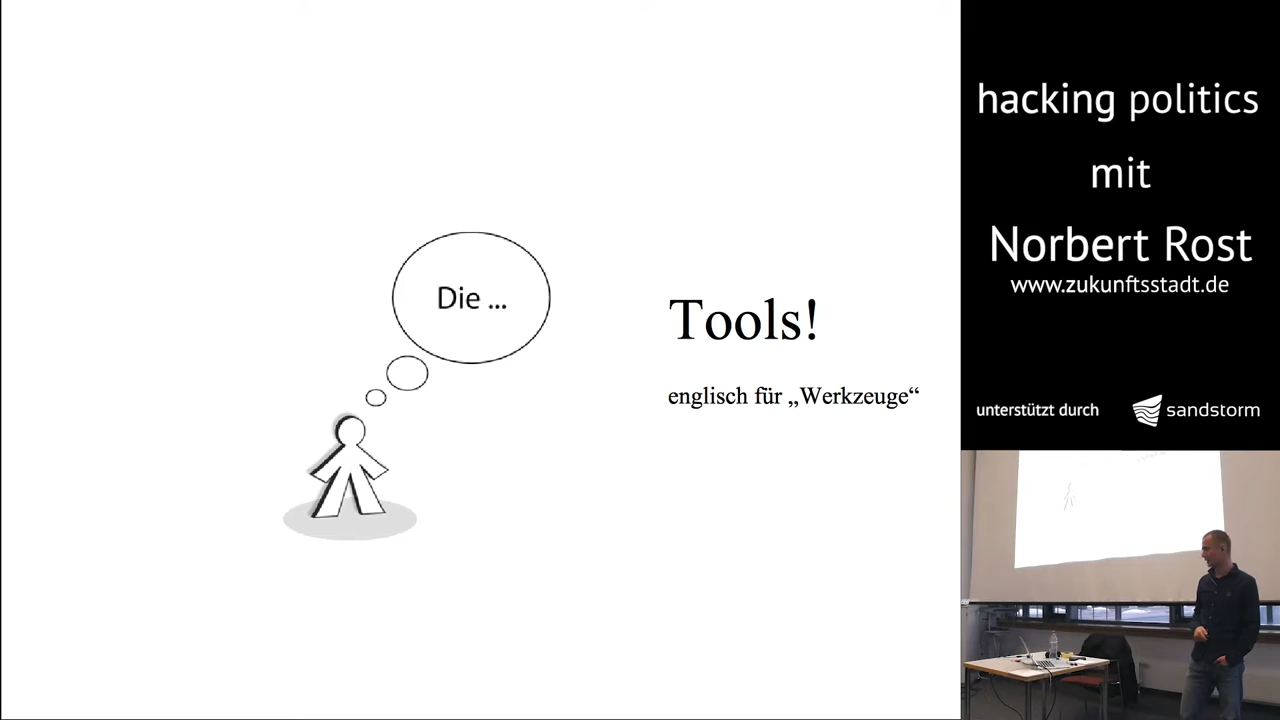 Die ...
Tools!
englisch für „Werkzeuge“
hacking politics
mit
Norbert Rost
www.zukunftsstadt.de
unterstützt durch
sandstorm